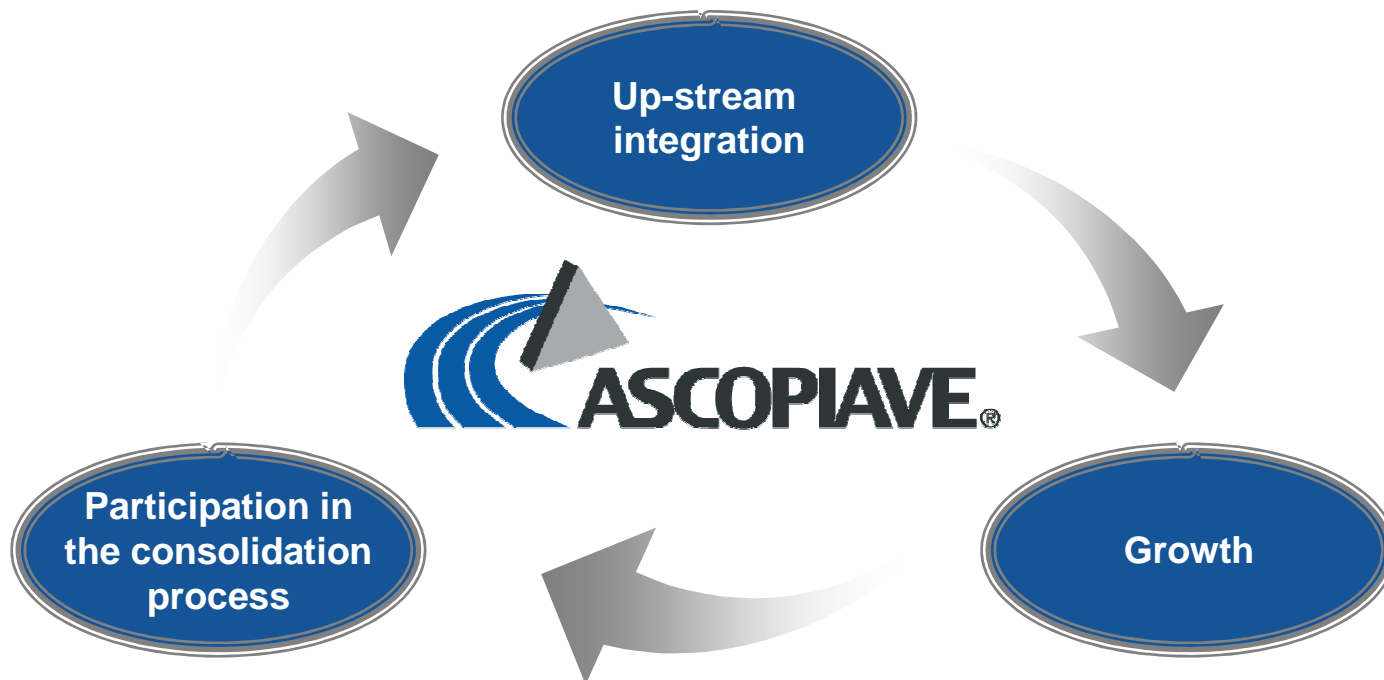 Up-stream
integration
ASCOPIAVE®
Participation in
the consolidation
process
Growth